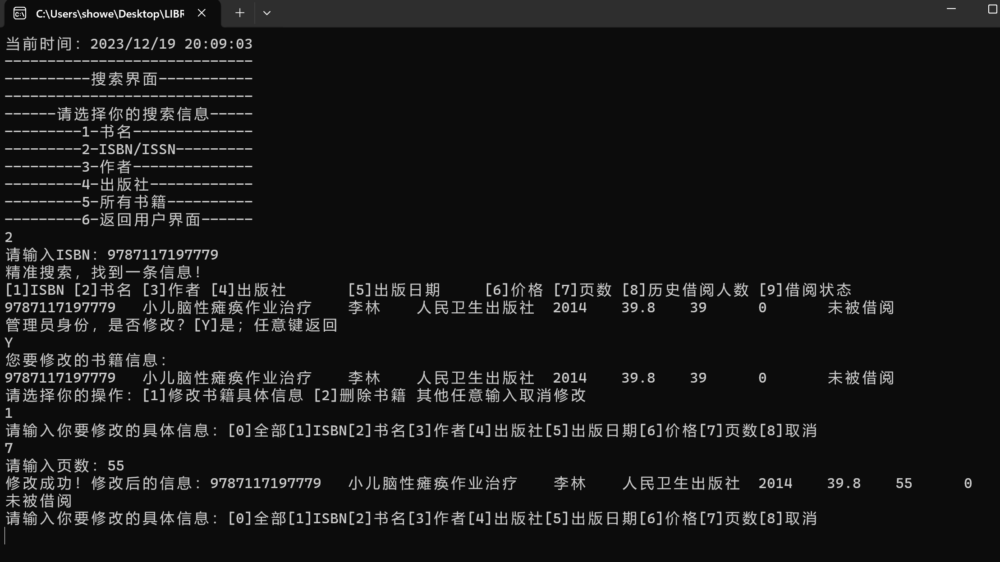 C:\Users\showe\Desktop\LIBR
当前时间：2023/12/19 20:09:03
-----------------------------
----------搜索界面-----------
-----------------------------
------请选择你的搜索信息-----
---------1-书名--------------
---------2-ISBN/ISSN---------
---------3-作者--------------
---------4-出版社------------
---------5-所有书籍----------
---------6-返回用户界面------
2
请输入ISBN：9787117197779
精准搜索，找到一条信息！
[1]ISBN [2]书名 [3]作者 [4]出版社 [5]出版日期 [6]价格 [7]页数 [8]历史借阅人数 [9]借阅状态
9787117197779 小儿脑性瘫痪作业治疗 李林 人民卫生出版社 2014 39.8 39 0 未被借阅
管理员身份，是否修改？[Y]是；任意键返回
Y
您要修改的书籍信息：
9787117197779 小儿脑性瘫痪作业治疗 李林 人民卫生出版社 2014 39.8 39 0 未被借阅
请选择你的操作：[1]修改书籍具体信息 [2]删除书籍 其他任意输入取消修改
1
请输入你要修改的具体信息：[0]全部[1]ISBN[2]书名[3]作者[4]出版社[5]出版日期[6]价格[7]页数[8]取消
7
请输入页数：55
修改成功！修改后的信息：9787117197779 小儿脑性瘫痪作业治疗 李林 人民卫生出版社 2014 39.8 55 0
未被借阅
请输入你要修改的具体信息：[0]全部[1]ISBN[2]书名[3]作者[4]出版社[5]出版日期[6]价格[7]页数[8]取消